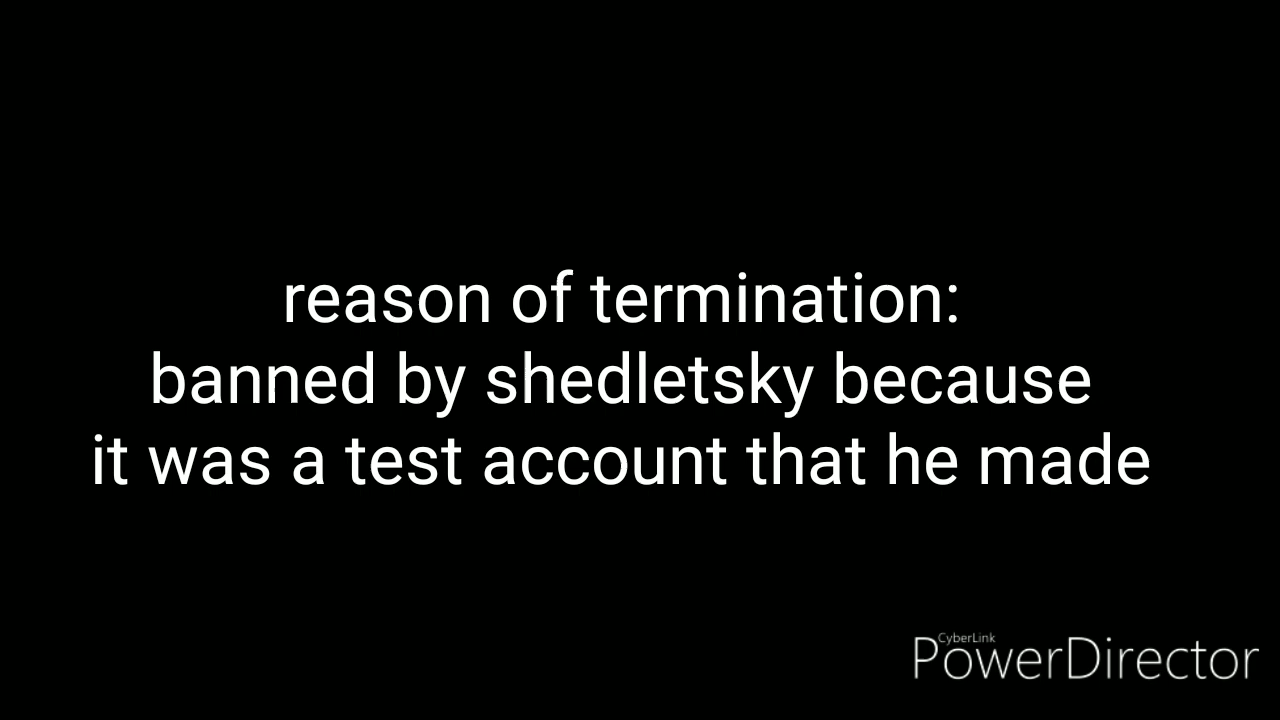 reason of termination:
banned by shedletsky because
it was a test account that he made
CyberLink
PowerDirector